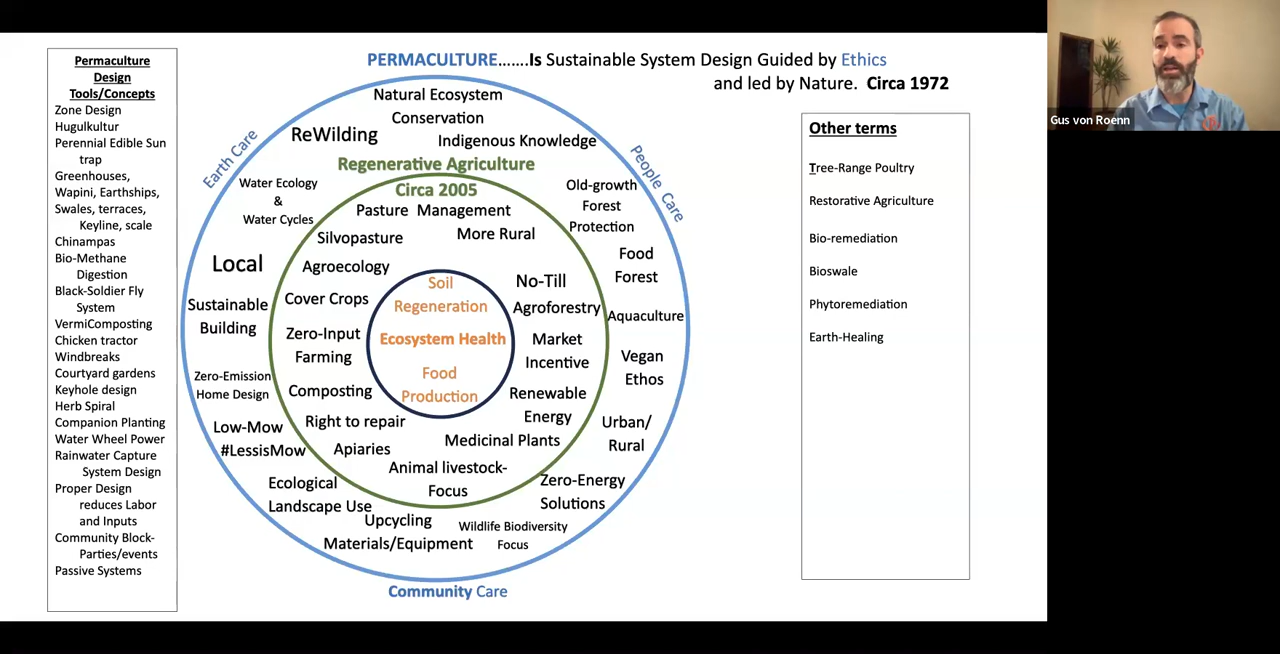 Permaculture
Design
Tools/Concepts
Zone Design
Hugulkultur
Perennial Edible Sun
trap
Greenhouses,
Wapini, Earthships,
Swales, terraces,
Keyline, scale
Chinampas
Bio-Methane
Digestion
Black-Soldier Fly
System
VermiComposting
Chicken tractor
Windbreaks
Courtyard gardens
Keyhole design
Herb Spiral
Companion Planting
Water Wheel Power
Rainwater Capture
System Design
Proper Design
reduces Labor
and Inputs
Community Block-
Parties/events
Passive Systems
PERMACULTURE.......Is Sustainable System Design Guided by Ethics
and led by Nature. Circa 1972
Earth Care
People Care
Community Care
Natural Ecosystem
Conservation
ReWilding
Indigenous Knowledge
Water Ecology
&
Water Cycles
Old-growth
Forest
Protection
Local
Food
Forest
Sustainable
Building
Aquaculture
Vegan
Ethos
Zero-Emission
Home Design
Low-Mow
#LessisMow
Urban/
Rural
Ecological
Landscape Use
Zero-Energy
Solutions
Upcycling
Materials/Equipment
Wildlife Biodiversity
Focus
Regenerative Agriculture
Circa 2005
Pasture Management
Silvopasture
More Rural
Agroecology
No-Till
Cover Crops
Agroforestry
Zero-Input
Farming
Market
Incentive
Composting
Renewable
Energy
Right to repair
Medicinal Plants
Apiaries
Animal livestock-
Focus
Soil
Regeneration
Ecosystem Health
Food
Production
Other terms
Tree-Range Poultry
Restorative Agriculture
Bio-remediation
Bioswale
Phytoremediation
Earth-Healing
Gus von Roenn